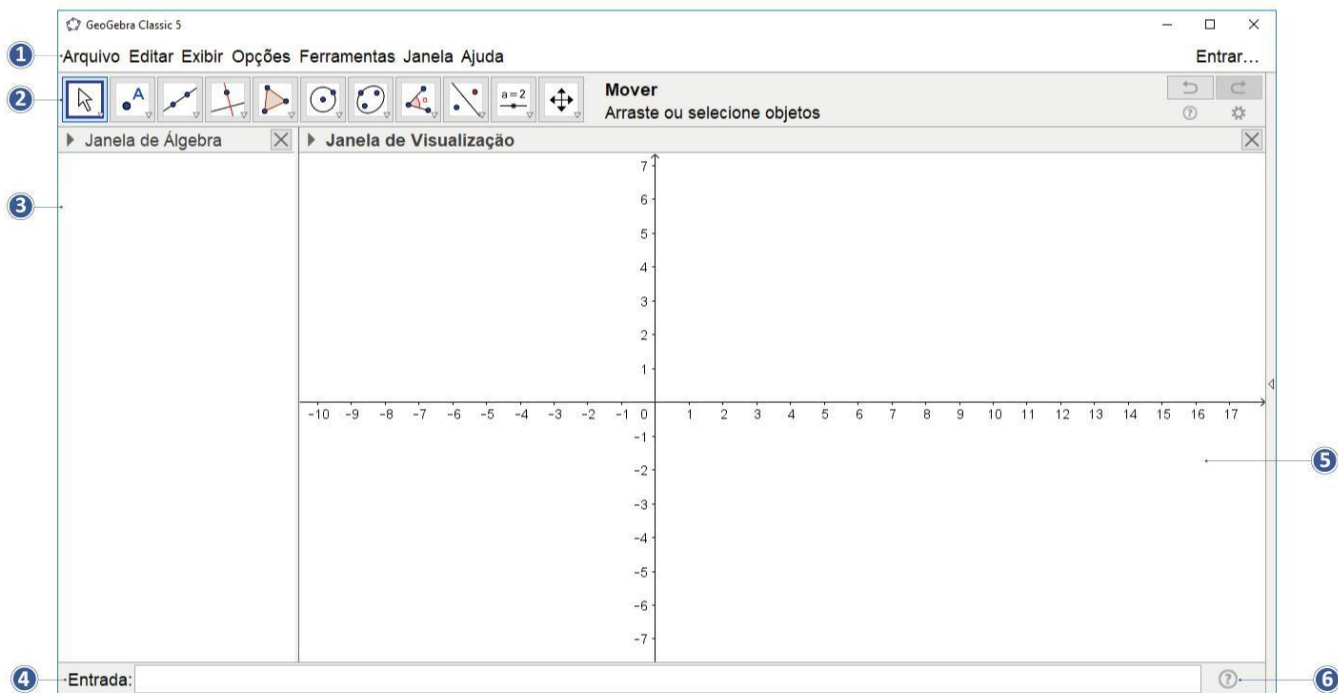 GeoGebra Classic 5
1 Arquivo Editar Exibir Opções Ferramentas Janela Ajuda Entrar...
2 A a=2 Mover
Arraste ou selecione objetos
Janela de Álgebra Janela de Visualização
3
7
6
5
4
3
2
1
-10 -9 -8 -7 -6 -5 -4 -3 -2 -1 0 1 2 3 4 5 6 7 8 9 10 11 12 13 14 15 16 17
-1
-2
5
-3
-4
-5
-6
-7
4 Entrada: ? 6